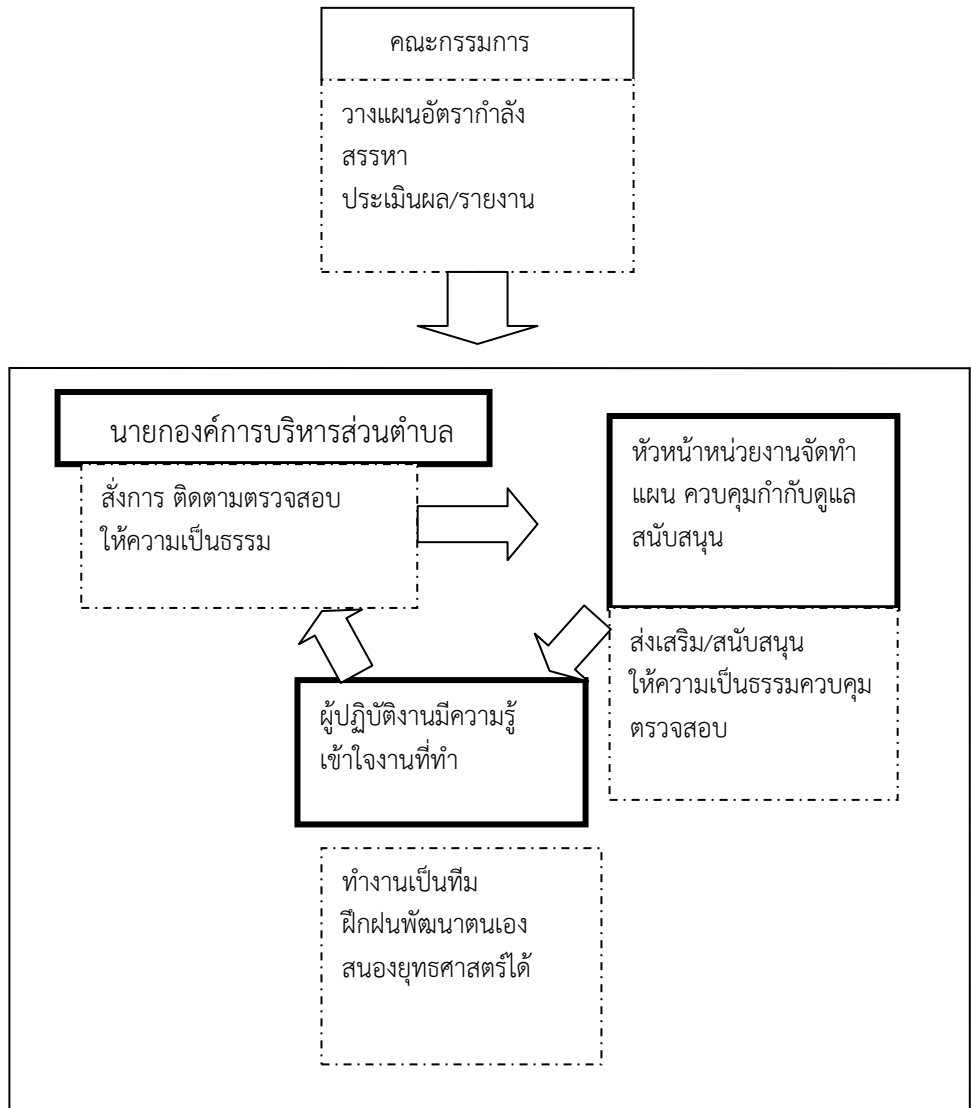 คณะกรรมการ
วางแผนอัตรากำลัง
สรรหา
ประเมินผล/รายงาน
นายกองค์การบริหารส่วนตำบล
สั่งการ ติดตามตรวจสอบ
ให้ความเป็นธรรม
หัวหน้าหน่วยงานจัดทำ
แผน ควบคุมกำกับดูแล
สนับสนุน
ส่งเสริม/สนับสนุน
ให้ความเป็นธรรมควบคุม
ตรวจสอบ
ผู้ปฏิบัติงานมีความรู้
เข้าใจงานที่ทำ
ทำงานเป็นทีม
ฝึกฝนพัฒนาตนเอง
สนองยุทธศาสตร์ได้